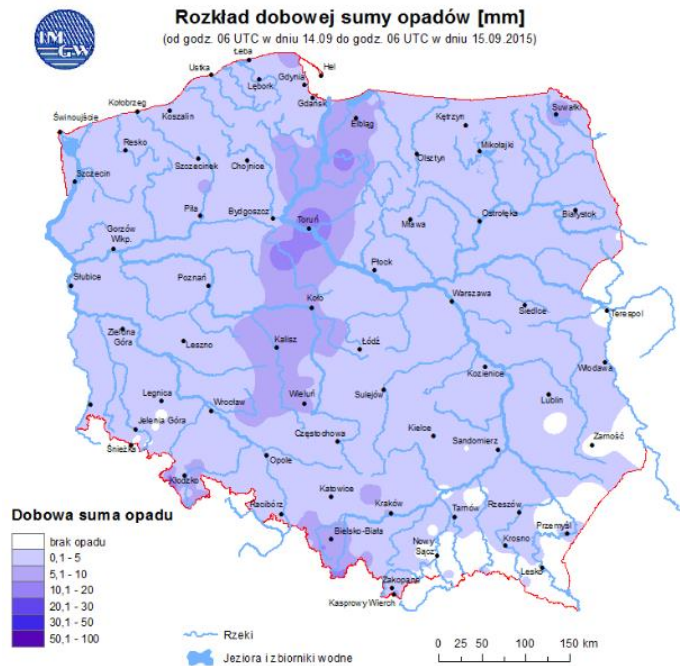 Rozkład dobowej sumy opadów [mm]
(od godz. 06 UTC w dniu 14.09 do godz. 06 UTC w dniu 15.09.2015)
IMGW
Łeba
Hel
Ustka
Gdynia
Lębork
Gdańsk
Kołobrzeg
Koszalin
Świnoujście
Elbląg
Kętrzyn
Suwałki
Resko
Szczecinek
Chojnice
Olsztyn
Mikołajki
Szczecin
Piła
Bydgoszcz
Toruń
Mława
Ostrołęka
Białystok
Gorzów
Wlkp.
Płock
Słubice
Poznań
Koło
Warszawa
Siedlce
Terespol
Zielona
Góra
Leszno
Kalisz
Łódź
Kozienice
Włodawa
Legnica
Wrocław
Wieluń
Sulejów
Lublin
Jelenia Góra
Śnieżka
Częstochowa
Kielce
Sandomierz
Zamość
Opole
Kłodzko
Racibórz
Katowice
Kraków
Tarnów
Rzeszów
Przemyśl
Bielsko-Biała
Nowy
Sącz
Krosno
Lesko
Zakopane
Kasprowy Wierch
Dobowa suma opadu
brak opadu
0,1 - 5
5,1 - 10
10,1 - 20
20,1 - 30
30,1 - 50
50,1 - 100
Rzeki
Jeziora i zbiorniki wodne
0 25 50 100 150 km